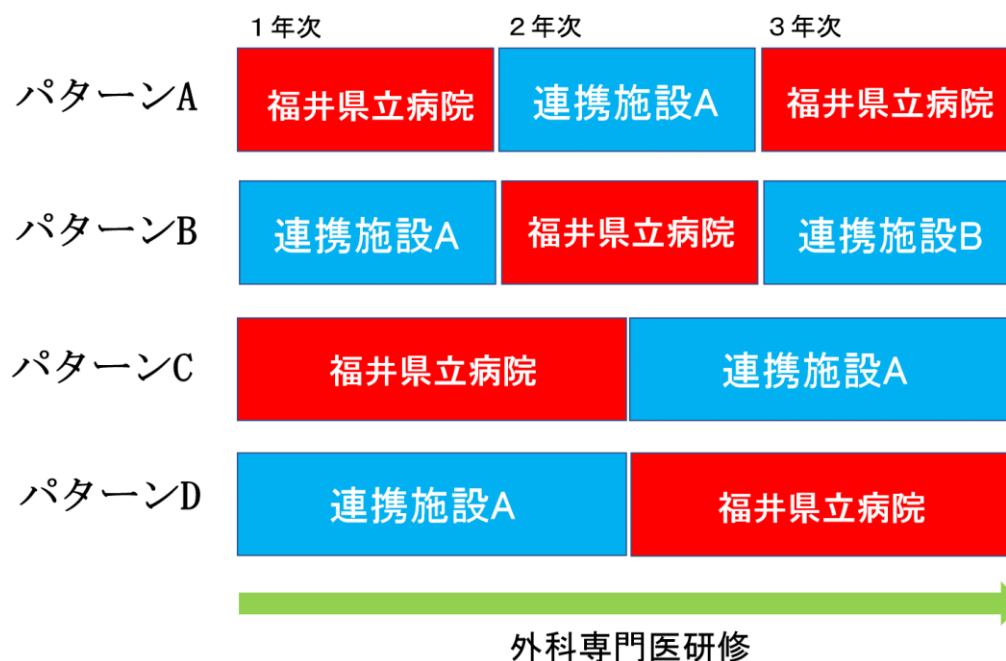 １年次 ２年次 ３年次
パターンA 福井県立病院 連携施設A 福井県立病院
パターンB 連携施設A 福井県立病院 連携施設B
パターンC 福井県立病院 連携施設A
パターンD 連携施設A 福井県立病院
外科専門医研修